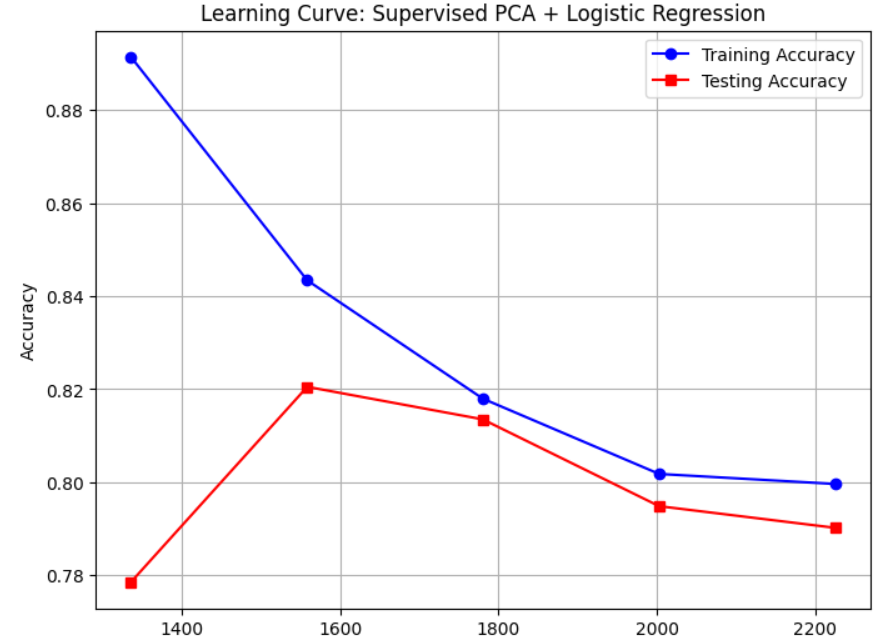 Learning Curve: Supervised PCA + Logistic Regression
Training Accuracy
Testing Accuracy
Accuracy
0.88
0.86
0.84
0.82
0.80
0.78
1400
1600
1800
2000
2200